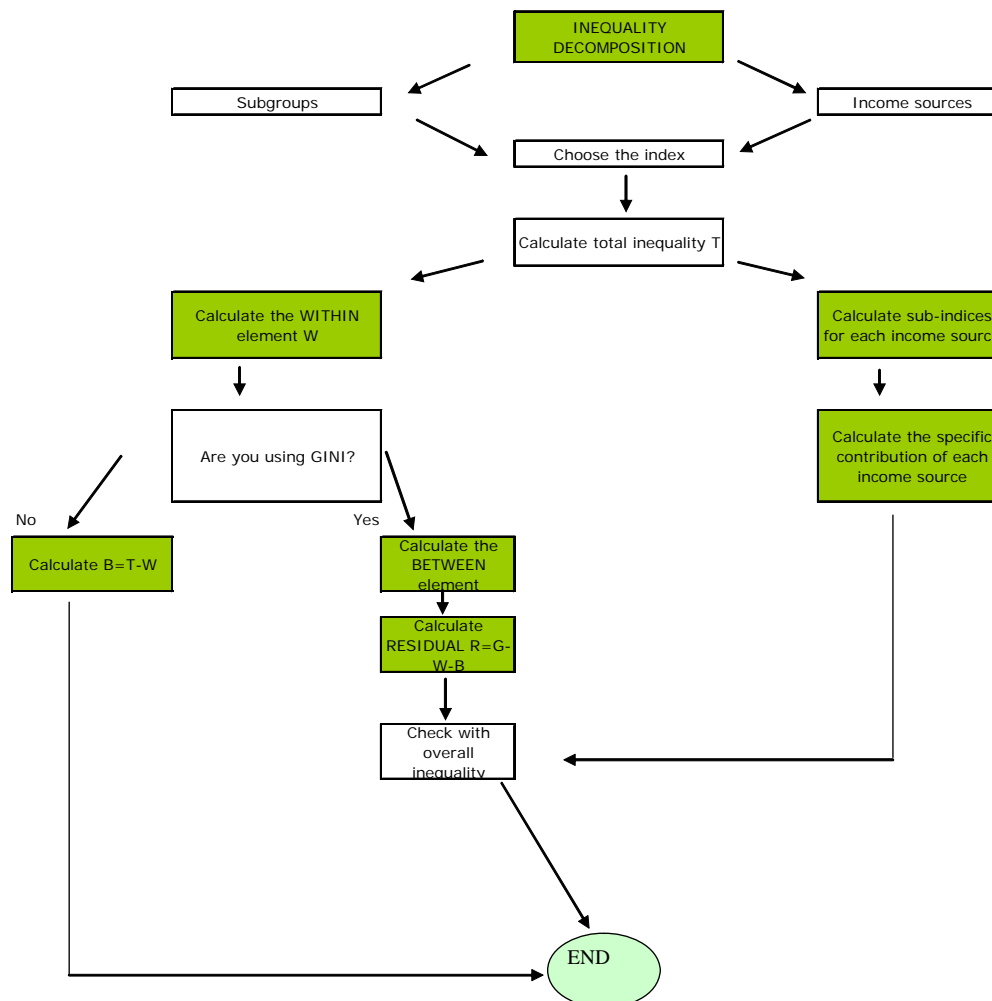 INEQUALITY
DECOMPOSITION
Subgroups
Income sources
Choose the index
Calculate total inequality T
Calculate the WITHIN
element W
Calculate sub-indices
for each income sourc
Are you using GINI?
Calculate the specific
contribution of each
income source
No
Yes
Calculate B=T-W
Calculate the
BETWEEN
element
Calculate
RESIDUAL R=G-
W-B
Check with
overall
inequality
END